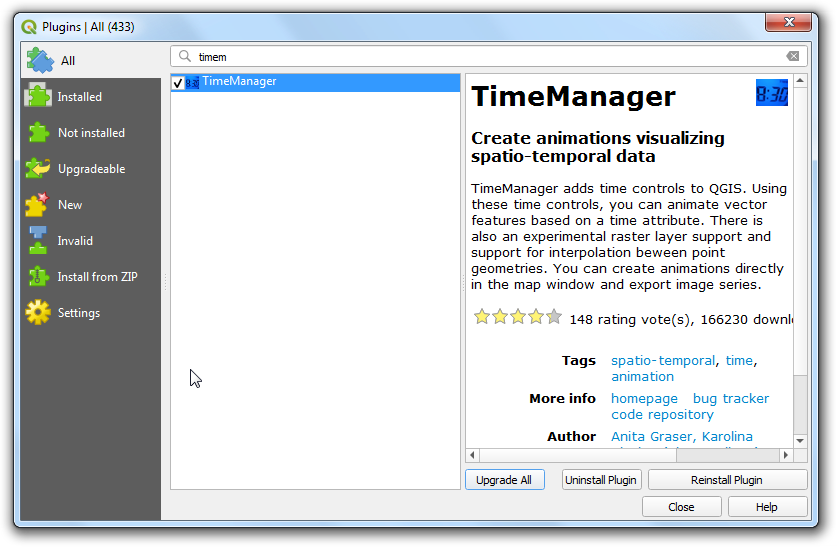 Plugins | All (433)
All
Installed
Not installed
Upgradeable
New
Invalid
Install from ZIP
Settings
timem
8:30 TimeManager
TimeManager
8:30
Create animations visualizing
spatio-temporal data
TimeManager adds time controls to QGIS. Using
these time controls, you can animate vector
features based on a time attribute. There is
also an experimental raster layer support and
support for interpolation beween point
geometries. You can create animations directly
in the map window and export image series.
148 rating vote(s), 166230 downl
Tags spatio-temporal, time,
animation
More info homepage bug tracker
code repository
Author Anita Graser, Karolina
Upgrade All
Uninstall Plugin
Reinstall Plugin
Close
Help